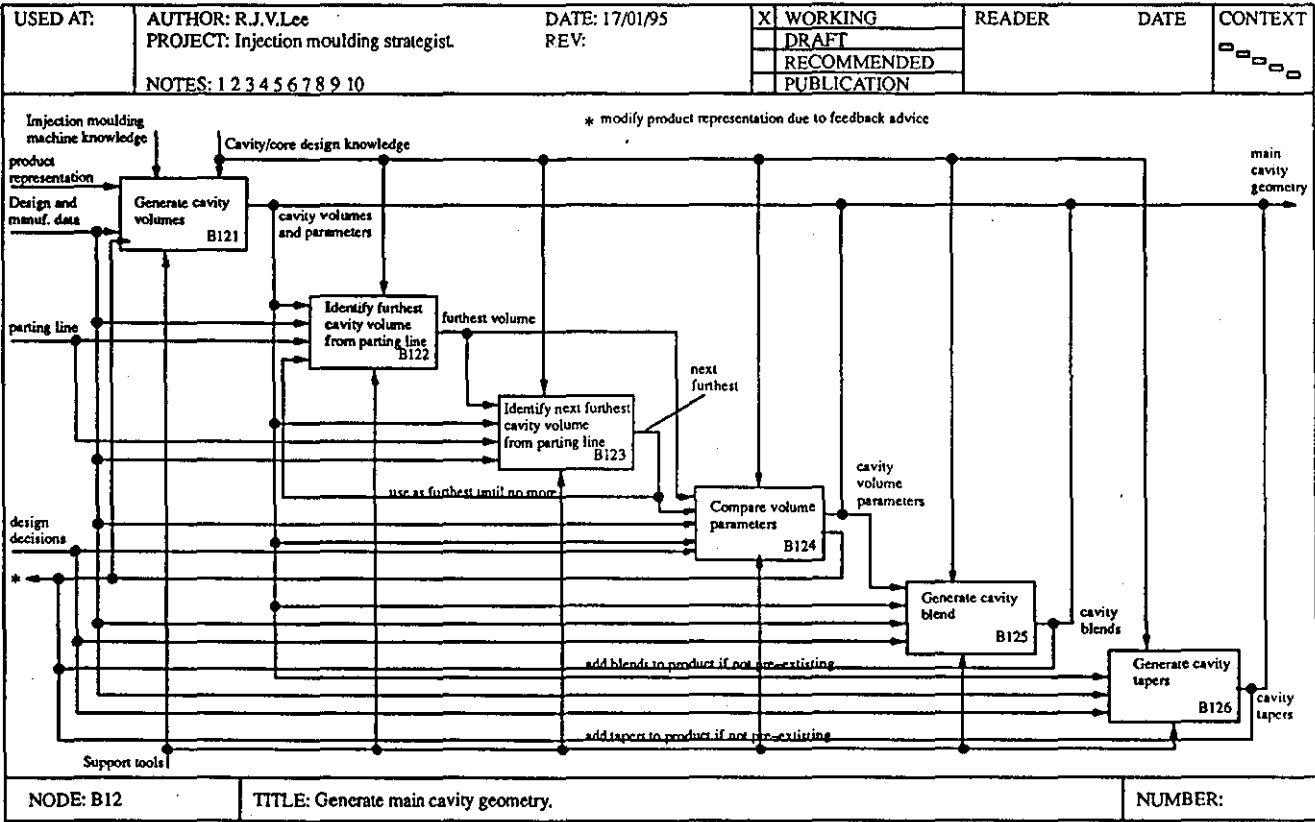 USED AT:
AUTHOR: R.J.V.Lee
DATE: 17/01/95
PROJECT: Injection moulding strategist.
REV:
NOTES: 1 2 3 4 5 6 7 8 9 10
X WORKING
DRAFT
RECOMMENDED
PUBLICATION
READER
DATE
CONTEXT
Imjection moulding
machine knowledge
Cavity/core design knowledge
* modify product representation due to feedback advice
product
representation
Design and
manuf. data
Generate cavity
volumes
B121
cavity volumes
and parameters
main
cavity
geometry
parting line
Identify furthest
cavity volume
from parting line
B122
furthest volume
next
furthest
Identify next furthest
cavity volume
from parting line
B123
use as furthest until no more
cavity
volume
parameters
Compare volume
parameters
B124
design
decisions
*
Generate cavity
blend
B125
cavity
blends
add blends to product if not pre-existing
Generate cavity
tapers
B126
cavity
tapers
add tapers to product if not pre-existing
Support tools
NODE: B12
TITLE: Generate main cavity geometry.
NUMBER: